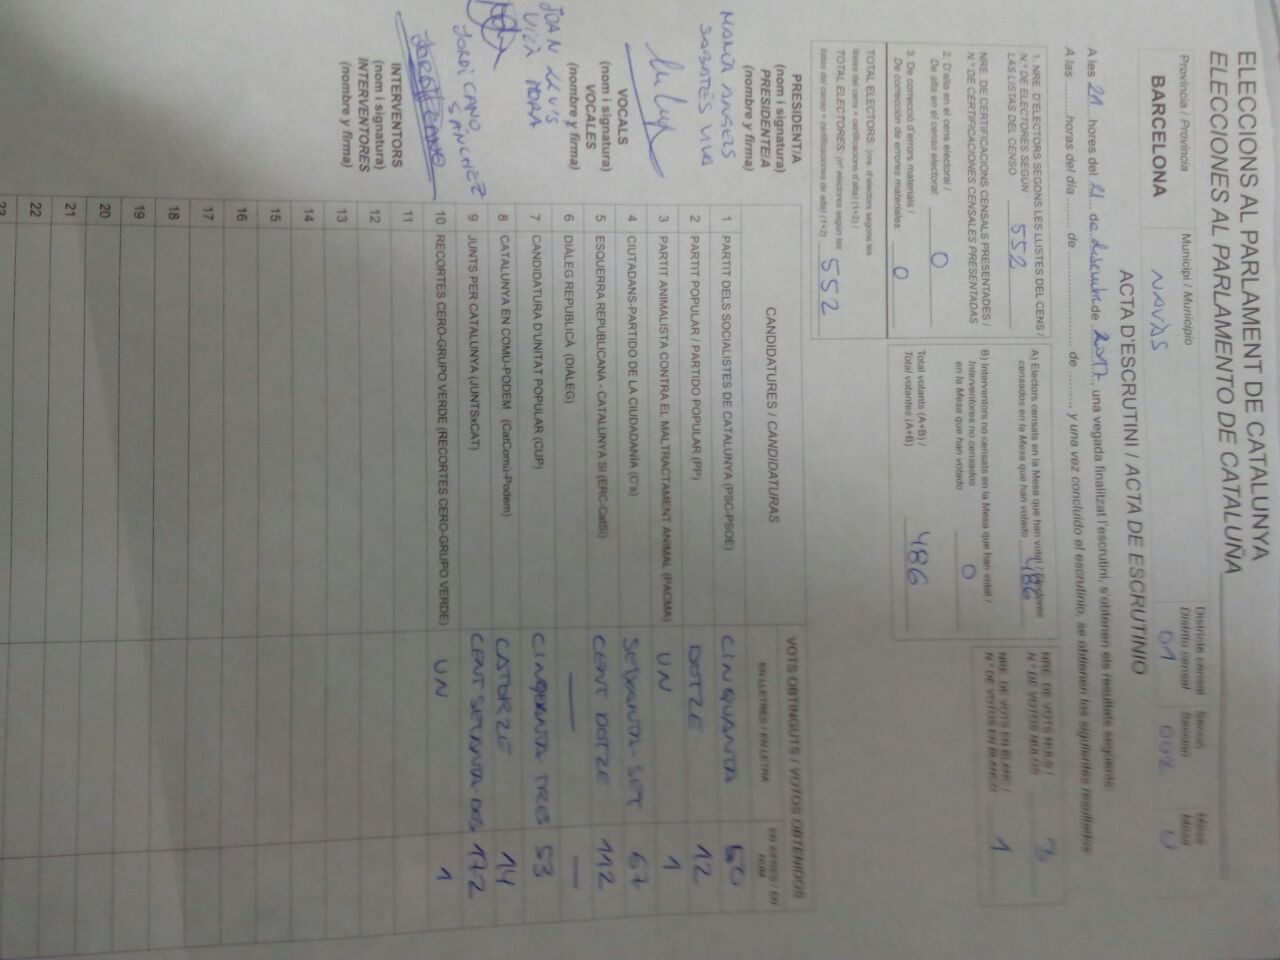 ELECCIONS AL PARLAMENT DE CATALUNYA
ELECCIONES AL PARLAMENTO DE CATALUÑA
Província / Provincia Municipi / Municipio Districte censal Secció Mesa
Distrito censal Sección Mesa
BARCELONA NAVÀS 01 002 U
ACTA D'ESCRUTINI / ACTA DE ESCRUTINIO
A les 21 hores del 21 de desembre de 2017, una vegada finalitzat l'escrutini, s'obtenen els resultats següents:
A las ......... horas del día ......... de ......... de ........., y una vez concluido el escrutinio, se obtienen los siguientes resultados
1. NRE. D'ELECTORS SEGONS LES LLISTES DEL CENS /
N.º DE ELECTORES SEGÚN
LAS LISTAS DEL CENSO 552
NRE. DE CERTIFICACIONS CENSALS PRESENTADES /
N.º DE CERTIFICACIONES CENSALES PRESENTADAS
2. D'alta en el cens electoral /
De alta en el censo electoral: 0
3. De correcció d'errors materials /
De corrección de errores materiales: 0
TOTAL ELECTORS: (nre. d'electors segons les
llistes del cens + certificacions d'alta) (1+2) /
TOTAL ELECTORES: (nº electores según las
listas del censo + certificaciones de alta) (1+2) 552
A) Electors censats en la Mesa que han votat / Electores
censados en la Mesa que han votado 486
B) Interventors no censats en la Mesa que han votat /
Interventores no censados
en la Mesa que han votado 0
Total votants (A+B) /
Total votantes (A+B) 486
NRE. DE VOTS NULS /
N.º DE VOTOS NULOS 3
NRE. DE VOTS EN BLANC /
N.º DE VOTOS EN BLANCO 1
PRESIDENT/A
(nom i signatura)
PRESIDENTE/A
(nombre y firma)
MARIA ANGELS
SABATÉS VILA
VOCALS
(nom i signatura)
VOCALES
(nombre y firma)
JOAN LLUÍS
VILÀ MORA
JORDI CANO
SANCHEZ
INTERVENTORS
(nom i signatura)
INTERVENTORES
(nombre y firma)
CANDIDATURES / CANDIDATURAS VOTS OBTINGUTS / VOTOS OBTENIDOS
EN LLETRES / EN LETRA EN XIFRES / EN
1 PARTIT DELS SOCIALISTES DE CATALUNYA (PSC-PSOE) CINQUANTA 50
2 PARTIT POPULAR / PARTIDO POPULAR (PP) DOTZE 12
3 PARTIT ANIMALISTA CONTRA EL MALTRACTAMENT ANIMAL (PACMA) UN 1
4 CIUTADANS-PARTIDO DE LA CIUDADANÍA (C's) SEIXANTA-SET 67
5 ESQUERRA REPUBLICANA - CATALUNYA SI (ERC-CatSí) CENT DOTZE 112
6 DIÀLEG REPUBLICÀ (DIÀLEG) — —
7 CANDIDATURA D'UNITAT POPULAR (CUP) CINQUANTA-TRES 53
8 CATALUNYA EN COMÚ-PODEM (CatComú-Podem) CATORZE 14
9 JUNTS PER CATALUNYA (JUNTSxCAT) CENT SETANTA DOS 172
10 RECORTES CERO-GRUPO VERDE (RECORTES CERO-GRUPO VERDE) UN 1
11
12
13
14
15
16
17
18
19
20
21
22
23